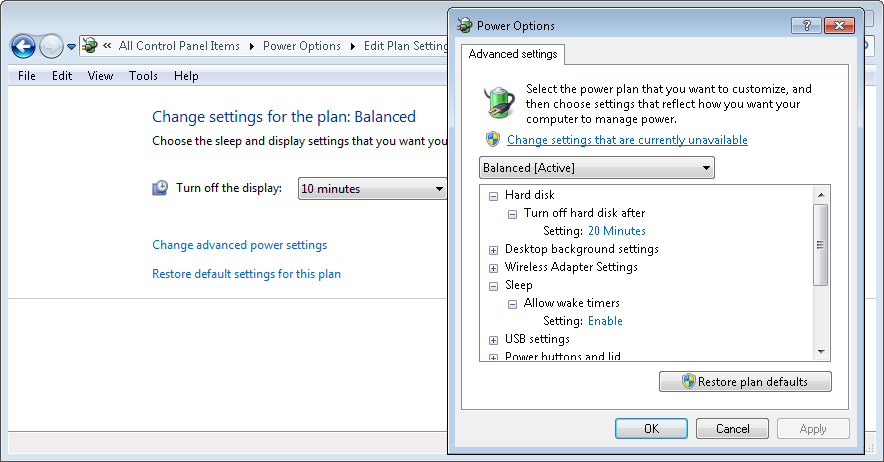 « All Control Panel Items ▸ Power Options ▸ Edit Plan Setting
File Edit View Tools Help
Change settings for the plan: Balanced
Choose the sleep and display settings that you want you
Turn off the display: 10 minutes
Change advanced power settings
Restore default settings for this plan
Power Options
Advanced settings
Select the power plan that you want to customize, and
then choose settings that reflect how you want your
computer to manage power.
Change settings that are currently unavailable
Balanced [Active]
Hard disk
Turn off hard disk after
Setting: 20 Minutes
Desktop background settings
Wireless Adapter Settings
Sleep
Allow wake timers
Setting: Enable
USB settings
Power buttons and lid
Restore plan defaults
OK Cancel Apply